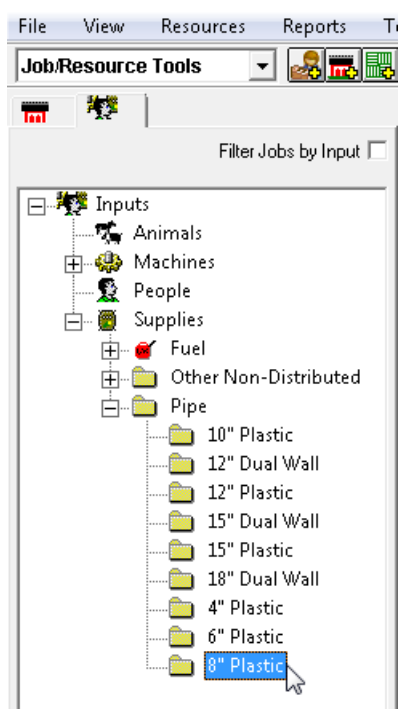 File View Resources Reports
Job/Resource Tools
Filter Jobs by Input
Inputs
Animals
Machines
People
Supplies
Fuel
Other Non-Distributed
Pipe
10" Plastic
12" Dual Wall
12" Plastic
15" Dual Wall
15" Plastic
18" Dual Wall
4" Plastic
6" Plastic
8" Plastic